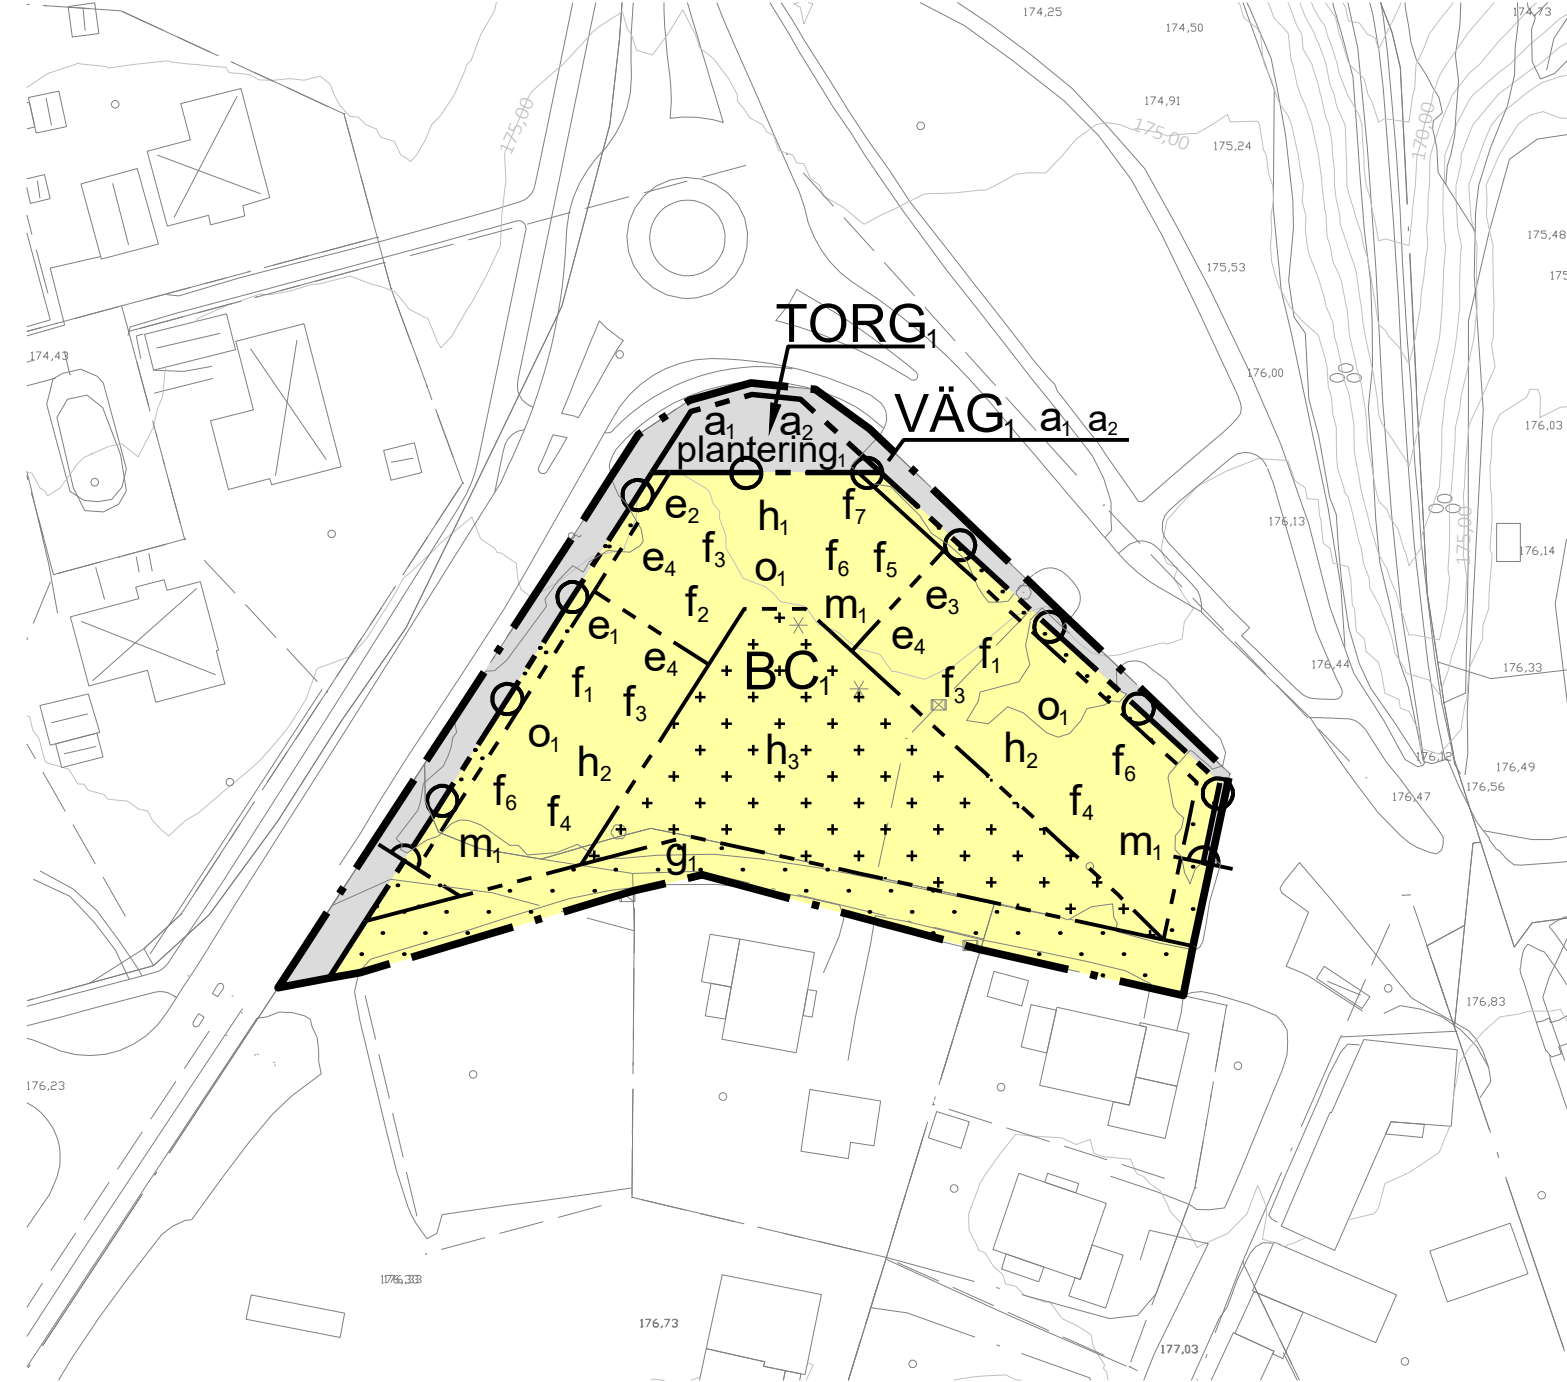 174,25
174,73
174,50
174,91
175,00
175,00
170,00
175,24
175,48
175,53
174,43
TORG₁
176,00
VÄG₁ a₁ a₂
a₁ a₂
plantering₁
176,03
e₂ h₁ f₇
176,13
175,00
176,14
e₄ f₃ o₁ f₆ f₅
f₂ m₁ e₃
e₁ e₄ BC₁ e₄ f₁
176,44
176,33
f₁ f₃ f₃ o₁
o₁ h₂ h₃ h₂ f₆
176,12
176,49
176,56
f₆ f₄ f₄
176,47
m₁ g₁ m₁
176,83
176,23
176,33
176,73
177,03